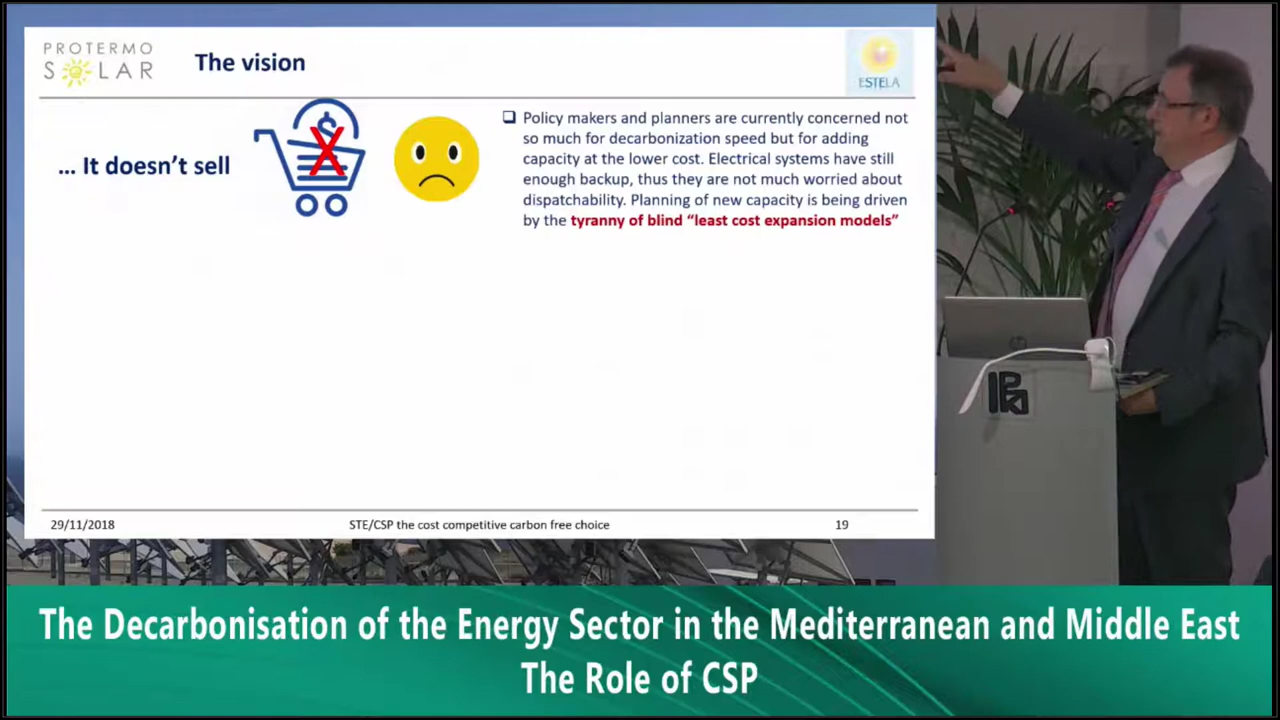 PROTERMO
SOLAR
The vision
ESTELA
... It doesn't sell
$
X
❑ Policy makers and planners are currently concerned not
so much for decarbonization speed but for adding
capacity at the lower cost. Electrical systems have still
enough backup, thus they are not much worried about
dispatchability. Planning of new capacity is being driven
by the tyranny of blind “least cost expansion models”
29/11/2018
STE/CSP the cost competitive carbon free choice
19
The Decarbonisation of the Energy Sector in the Mediterranean and Middle East
The Role of CSP